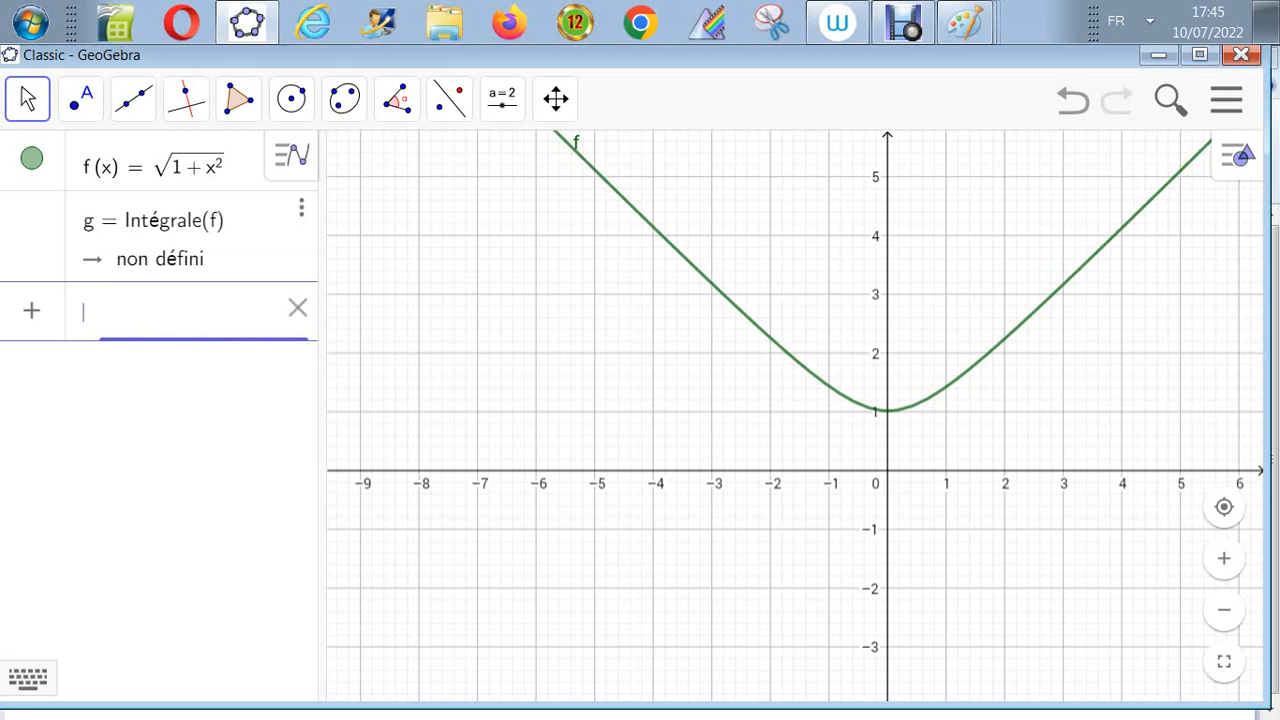 12
W
FR
17:45
10/07/2022
Classic - GeoGebra
A
α
a = 2
f (x) = √1 + x²
g = Intégrale(f)
→ non défini
f
5
4
3
2
1
−9 −8 −7 −6 −5 −4 −3 −2 −1 0 1 2 3 4 5 6
−1
−2
−3